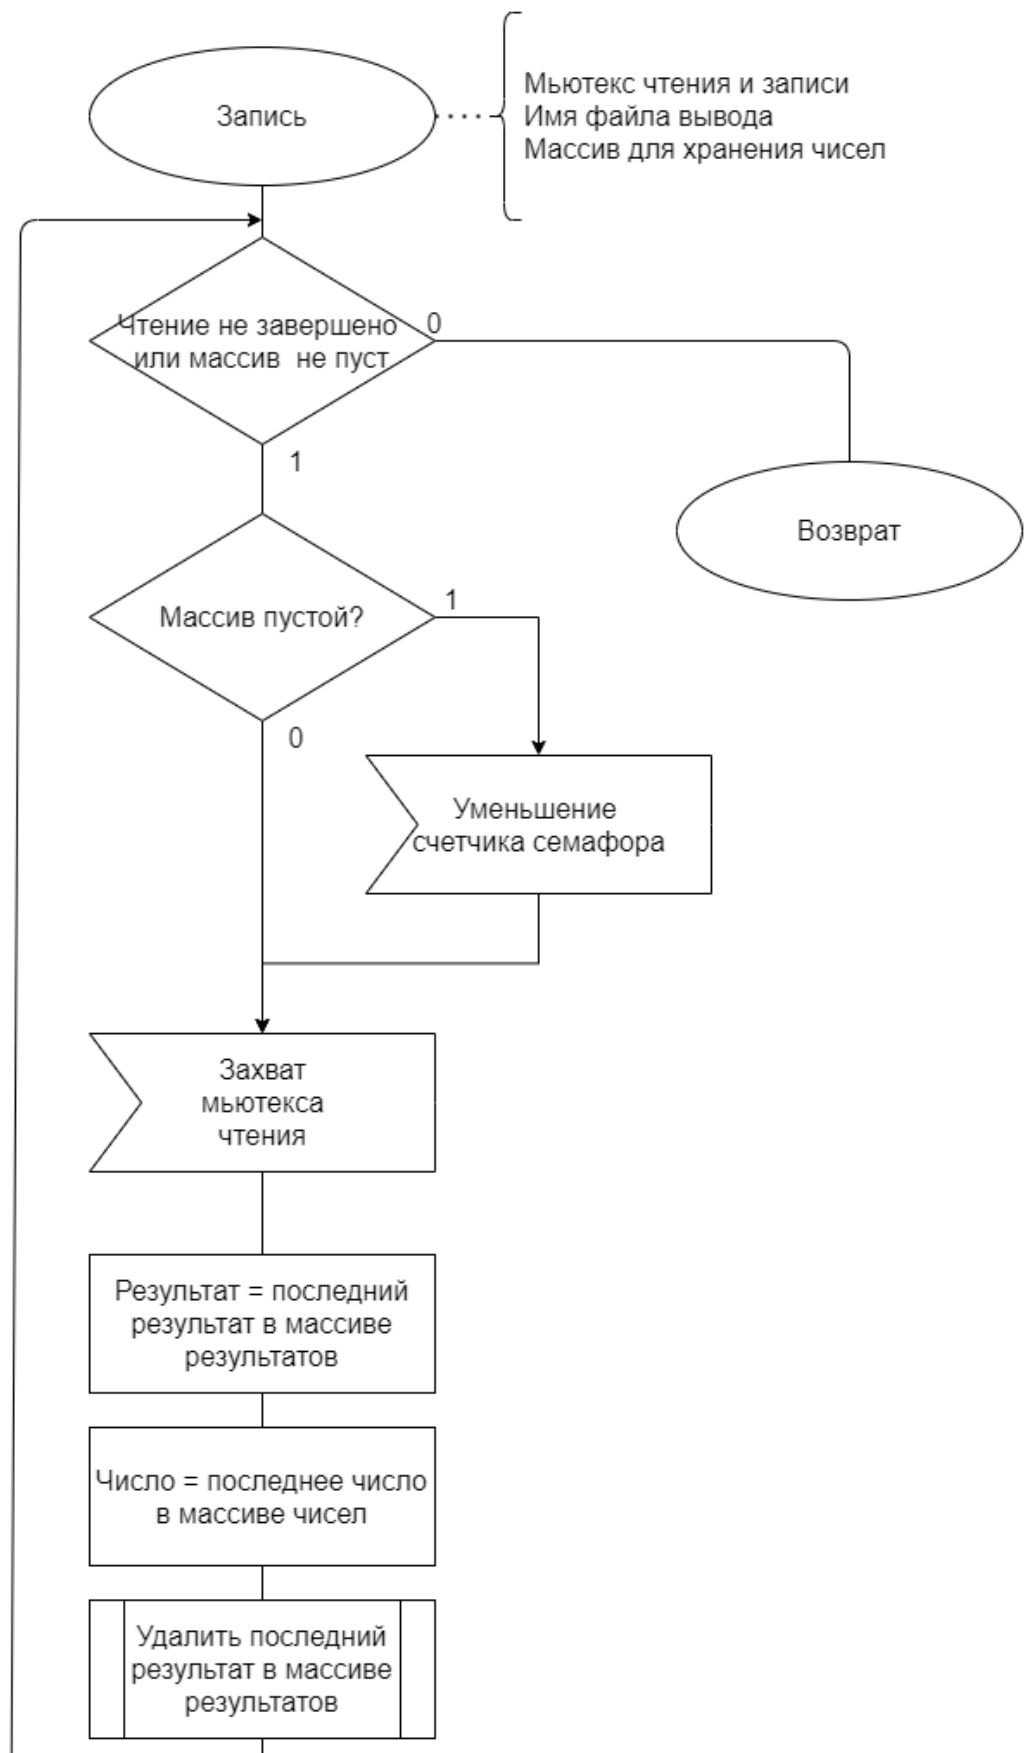 Запись
Мьютекс чтения и записи
Имя файла вывода
Массив для хранения чисел
Чтение не завершено
или массив не пуст
0
1
Возврат
Массив пустой?
1
0
Уменьшение
счетчика семафора
Захват
мьютекса
чтения
Результат = последний
результат в массиве
результатов
Число = последнее число
в массиве чисел
Удалить последний
результат в массиве
результатов